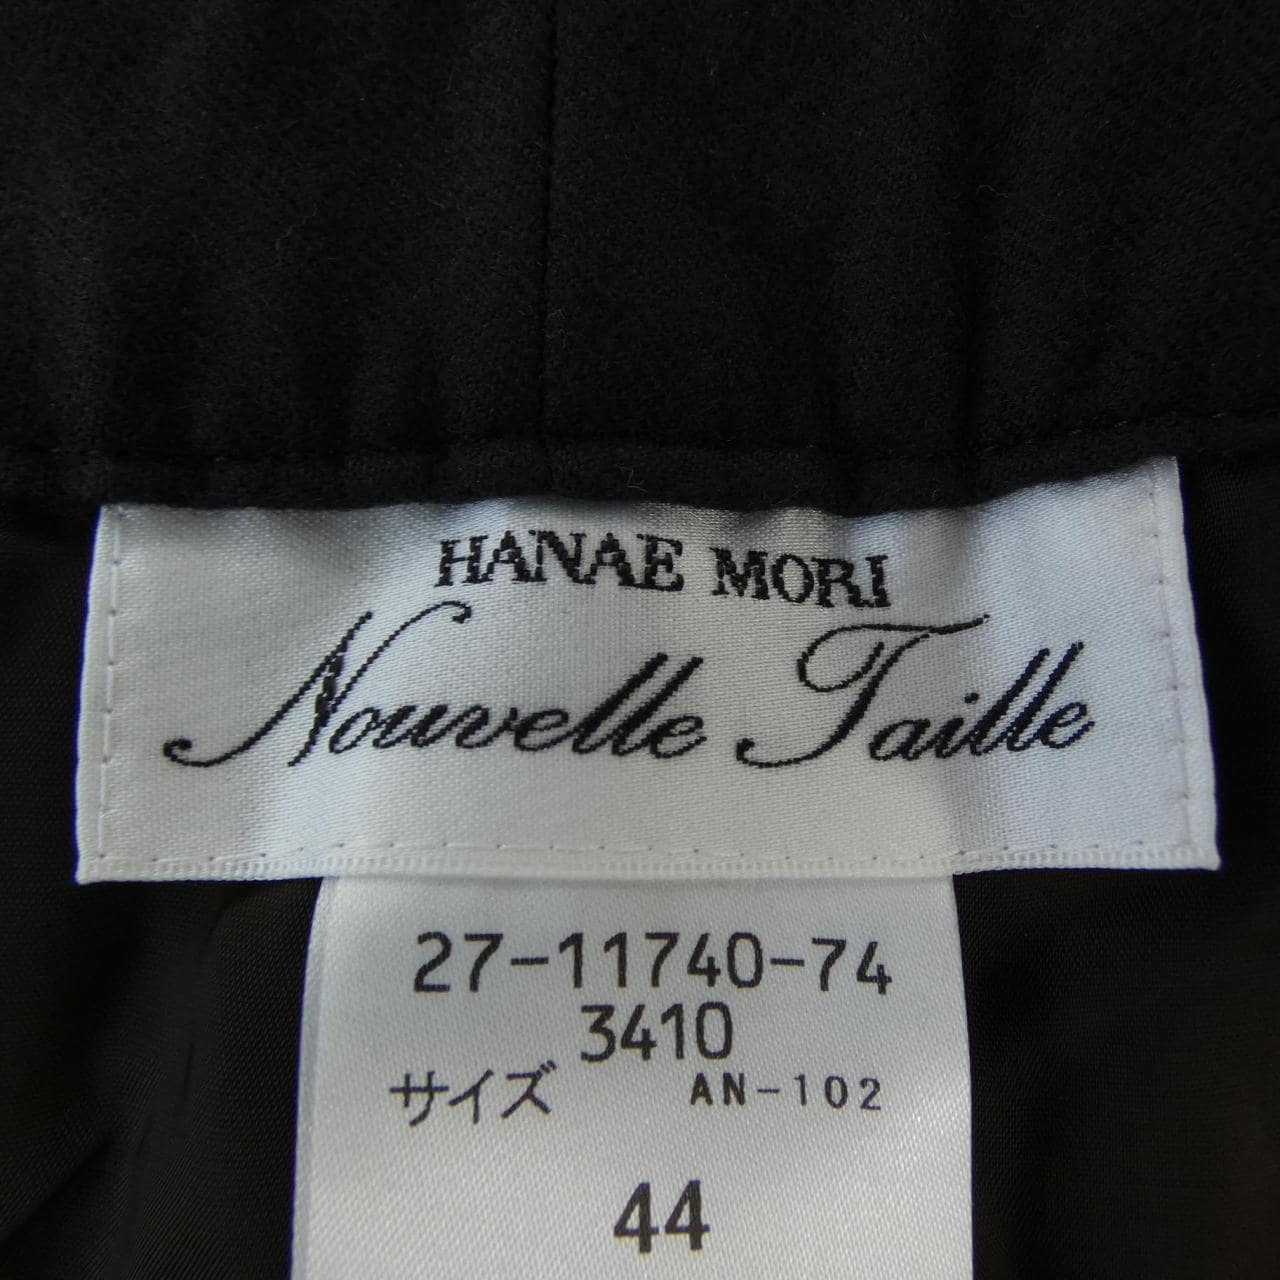 HANAE MORI
Nouvelle Taille
27-11740-74
3410
サイズ AN-102
44